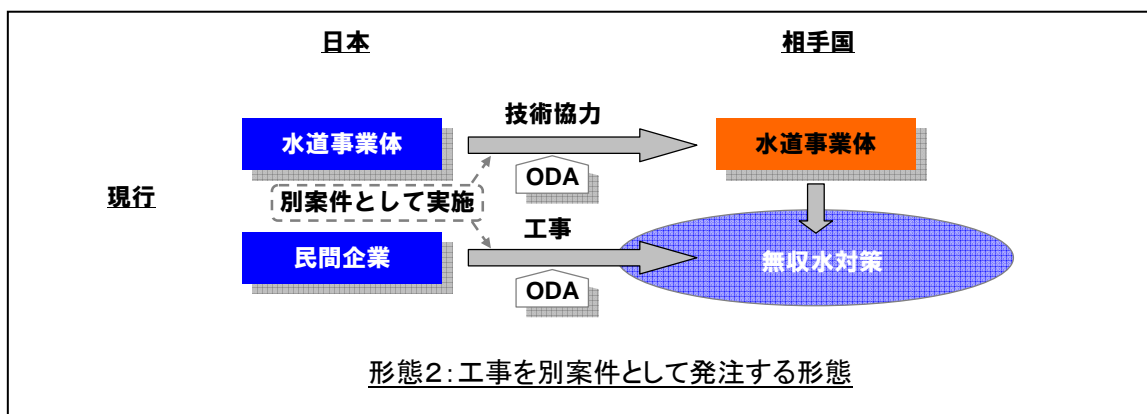 日本
相手国
技術協力
水道事業体
水道事業体
ODA
現行
別案件として実施
工事
民間企業
無収水対策
ODA
形態２：工事を別案件として発注する形態